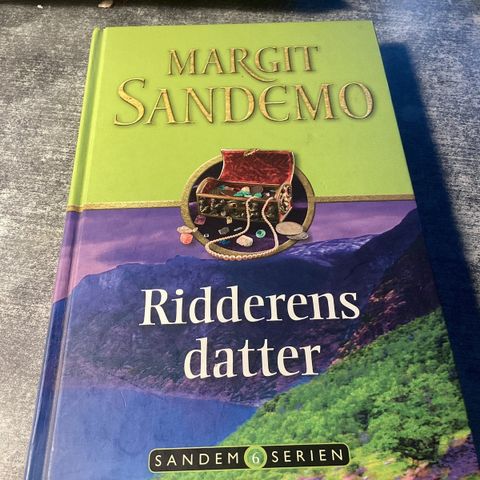 MARGIT
SANDEMO
Ridderens
datter
SANDEM6SERIEN